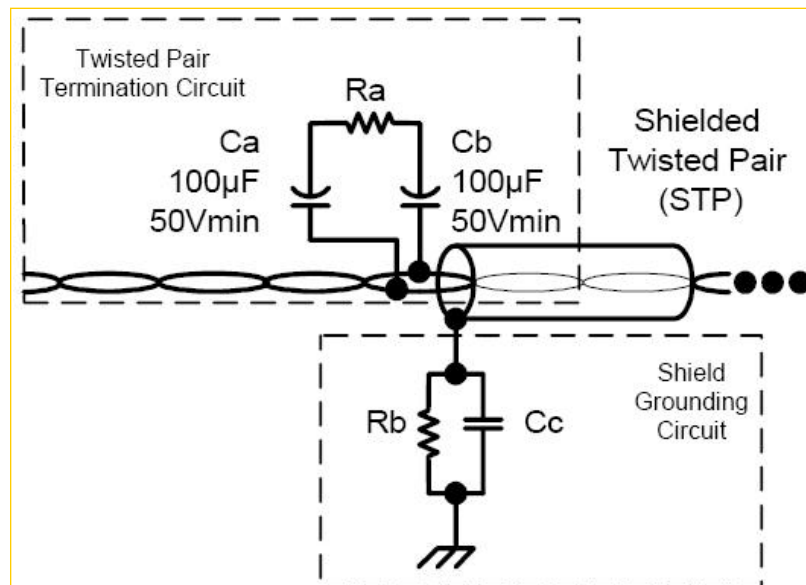 Twisted Pair
Termination Circuit
Ra
Ca
100µF
50Vmin
Cb
100µF
50Vmin
Shielded
Twisted Pair
(STP)
Shield
Grounding
Circuit
Rb
Cc